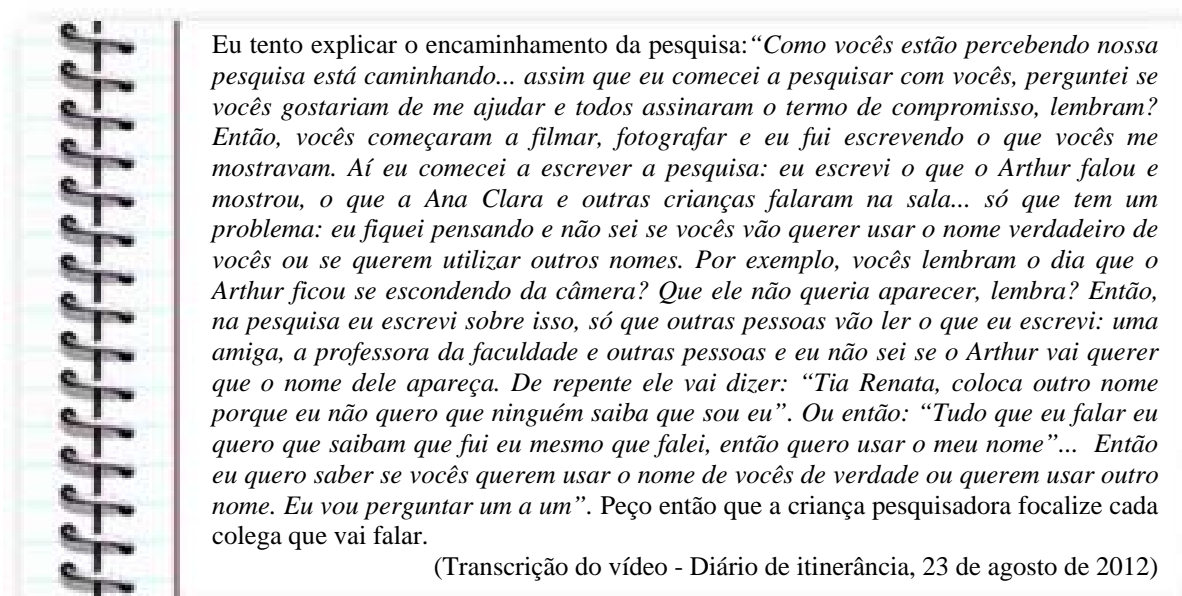 Eu tento explicar o encaminhamento da pesquisa:“Como vocês estão percebendo nossa
pesquisa está caminhando... assim que eu comecei a pesquisar com vocês, perguntei se
vocês gostariam de me ajudar e todos assinaram o termo de compromisso, lembram?
Então, vocês começaram a filmar, fotografar e eu fui escrevendo o que vocês me
mostravam. Aí eu comecei a escrever a pesquisa: eu escrevi o que o Arthur falou e
mostrou, o que a Ana Clara e outras crianças falaram na sala... só que tem um
problema: eu fiquei pensando e não sei se vocês vão querer usar o nome verdadeiro de
vocês ou se querem utilizar outros nomes. Por exemplo, vocês lembram o dia que o
Arthur ficou se escondendo da câmera? Que ele não queria aparecer, lembra? Então,
na pesquisa eu escrevi sobre isso, só que outras pessoas vão ler o que eu escrevi: uma
amiga, a professora da faculdade e outras pessoas e eu não sei se o Arthur vai querer
que o nome dele apareça. De repente ele vai dizer: “Tia Renata, coloca outro nome
porque eu não quero que ninguém saiba que sou eu”. Ou então: “Tudo que eu falar eu
quero que saibam que fui eu mesmo que falei, então quero usar o meu nome”... Então
eu quero saber se vocês querem usar o nome de vocês de verdade ou querem usar outro
nome. Eu vou perguntar um a um”. Peço então que a criança pesquisadora focalize cada
colega que vai falar.
(Transcrição do vídeo - Diário de itinerância, 23 de agosto de 2012)